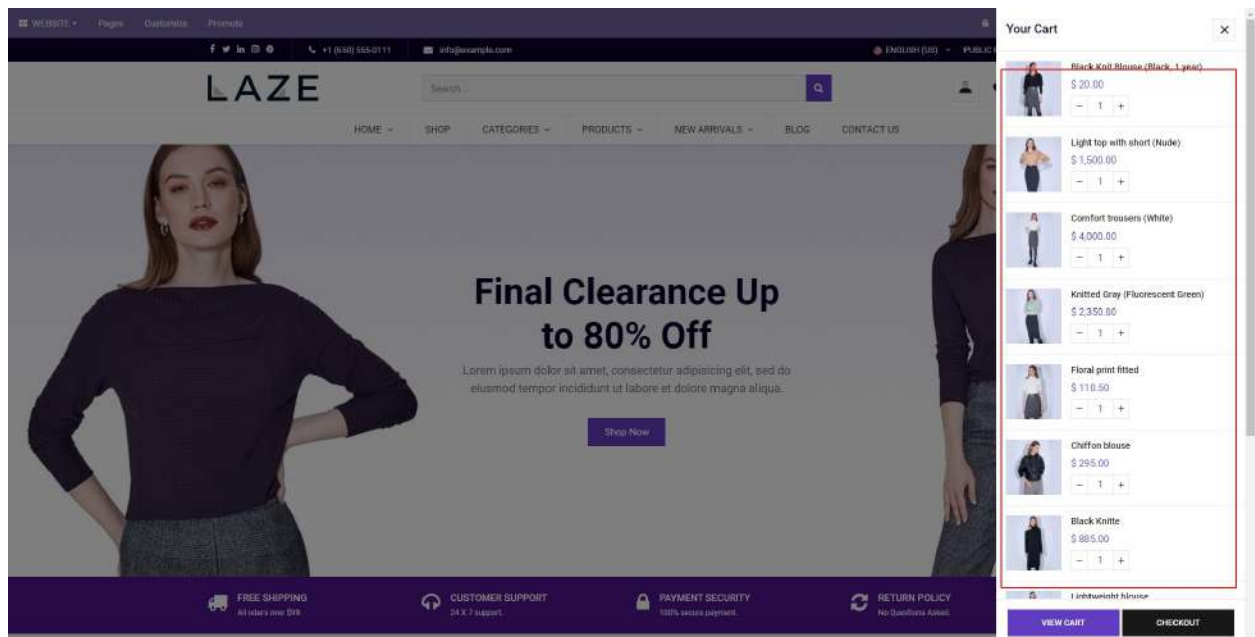 WEBSITE
Pages
Customize
Promote
+1 (650) 555-0111
info@example.com
ENGLISH (US)
PUBLIC
LAZE
Search...
HOME
SHOP
CATEGORIES
PRODUCTS
NEW ARRIVALS
BLOG
CONTACT US
Final Clearance Up
to 80% Off
Lorem ipsum dolor sit amet, consectetur adipisicing elit, sed do
eiusmod tempor incididunt ut labore et dolore magna aliqua.
Shop Now
FREE SHIPPING
All oders over $99.
CUSTOMER SUPPORT
24 X 7 support.
PAYMENT SECURITY
100% secure payment.
RETURN POLICY
No Questions Asked.
Your Cart
Black Knit Blouse (Black, 1 year)
$ 20.00
- 1 +
Light top with short (Nude)
$ 1,500.00
- 1 +
Comfort trousers (White)
$ 4,000.00
- 1 +
Knitted Gray (Fluorescent Green)
$ 2,350.00
- 1 +
Floral print fitted
$ 110.50
- 1 +
Chiffon blouse
$ 295.00
- 1 +
Black Knitte
$ 885.00
- 1 +
Lightweight blouse
VIEW CART
CHECKOUT